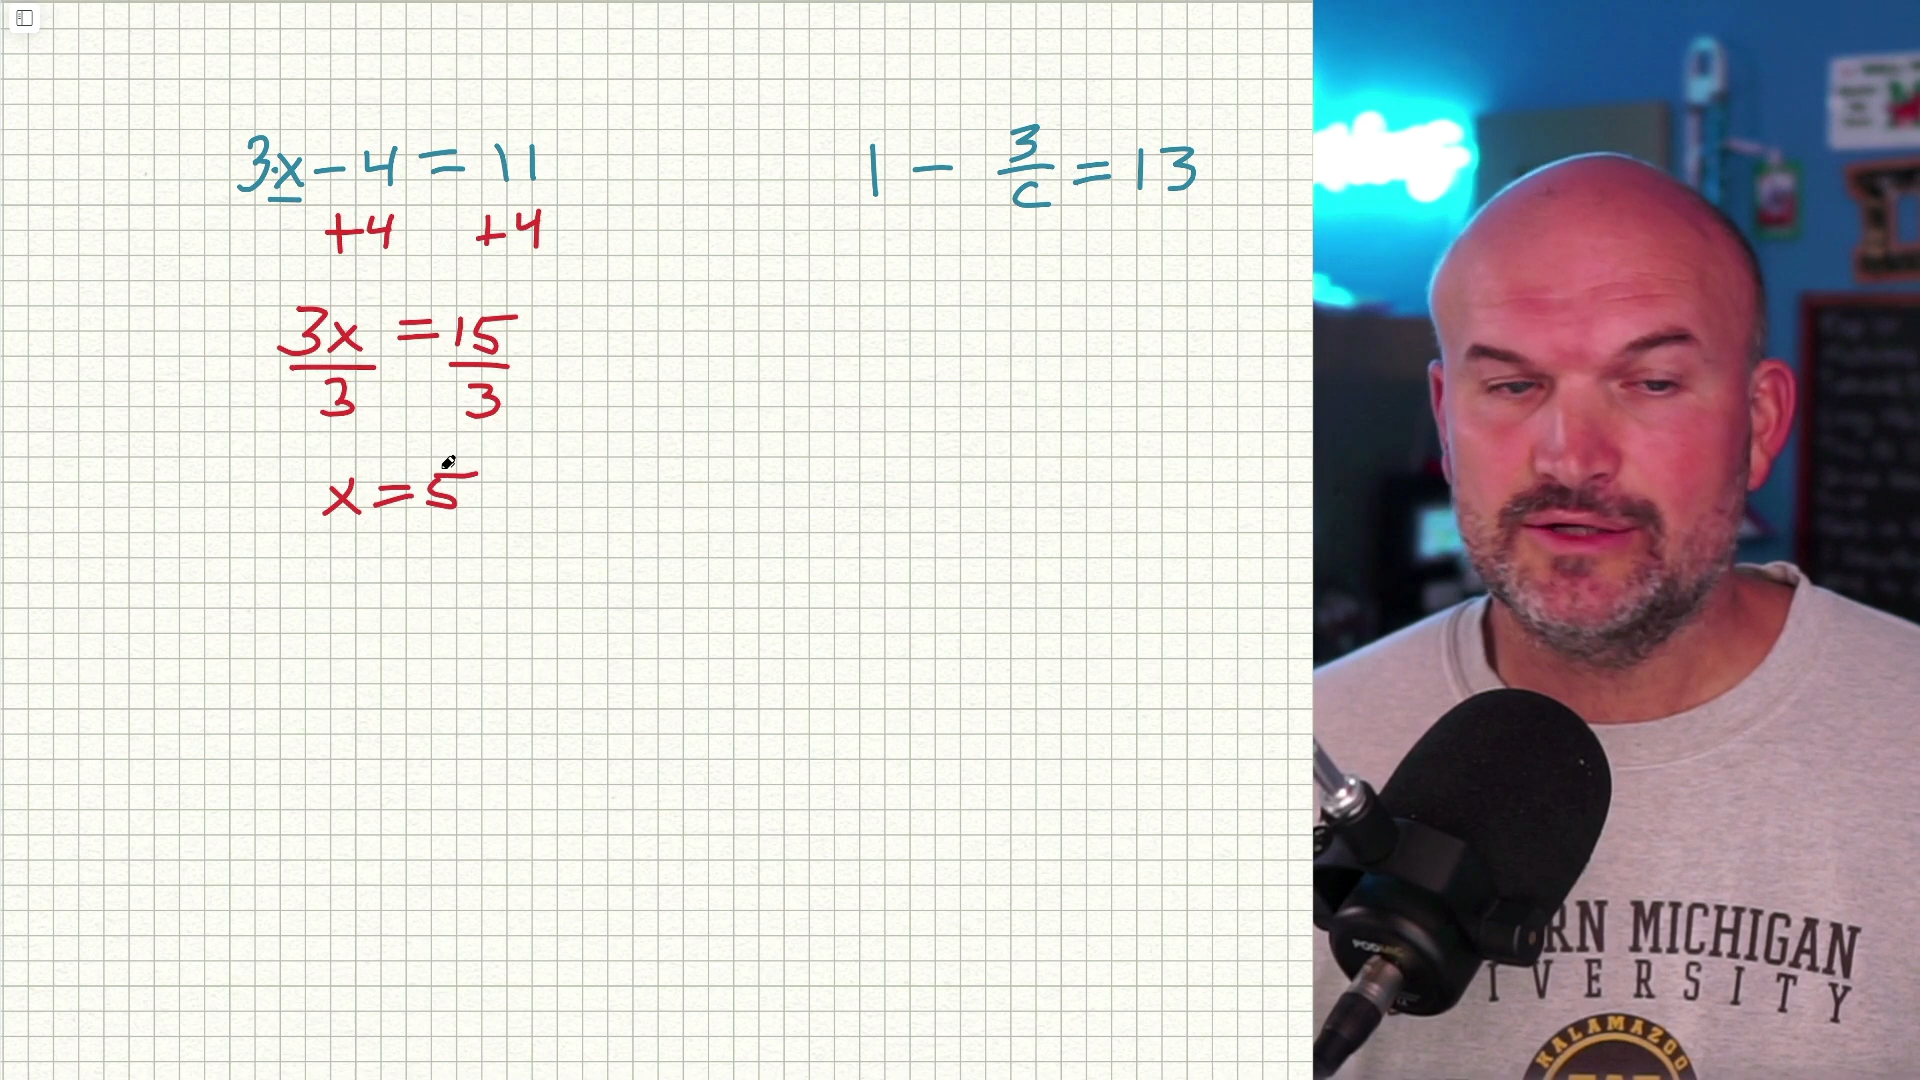 3·x - 4 = 11
+4 +4
3x = 15
3 3
x = 5
1 - 3/c = 13
RN MICHIGAN
IVERSITY
KALAMAZOO